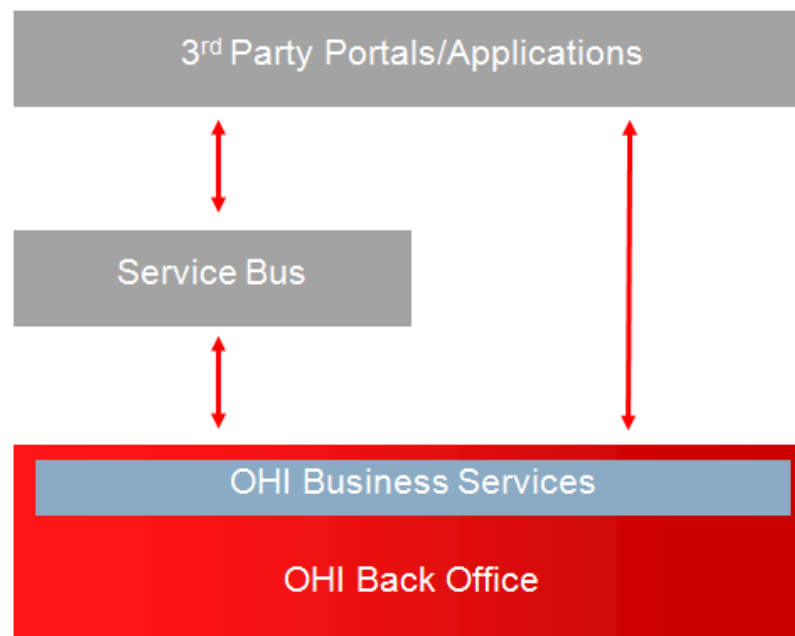 3rd Party Portals/Applications
Service Bus
OHI Business Services
OHI Back Office